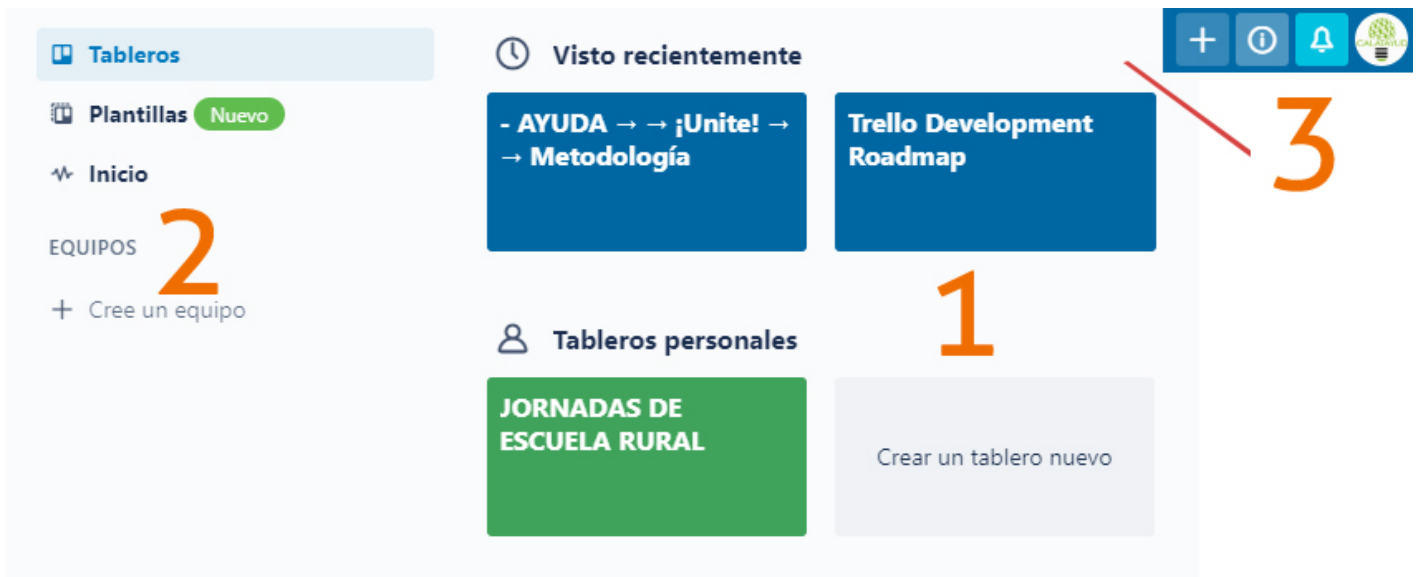 Tableros
Plantillas Nuevo
Inicio
2
EQUIPOS
+ Cree un equipo
Visto recientemente
- AYUDA → → ¡Unite! →
→ Metodología
Trello Development
Roadmap
1
Tableros personales
JORNADAS DE
ESCUELA RURAL
Crear un tablero nuevo
CALATAYUD
3